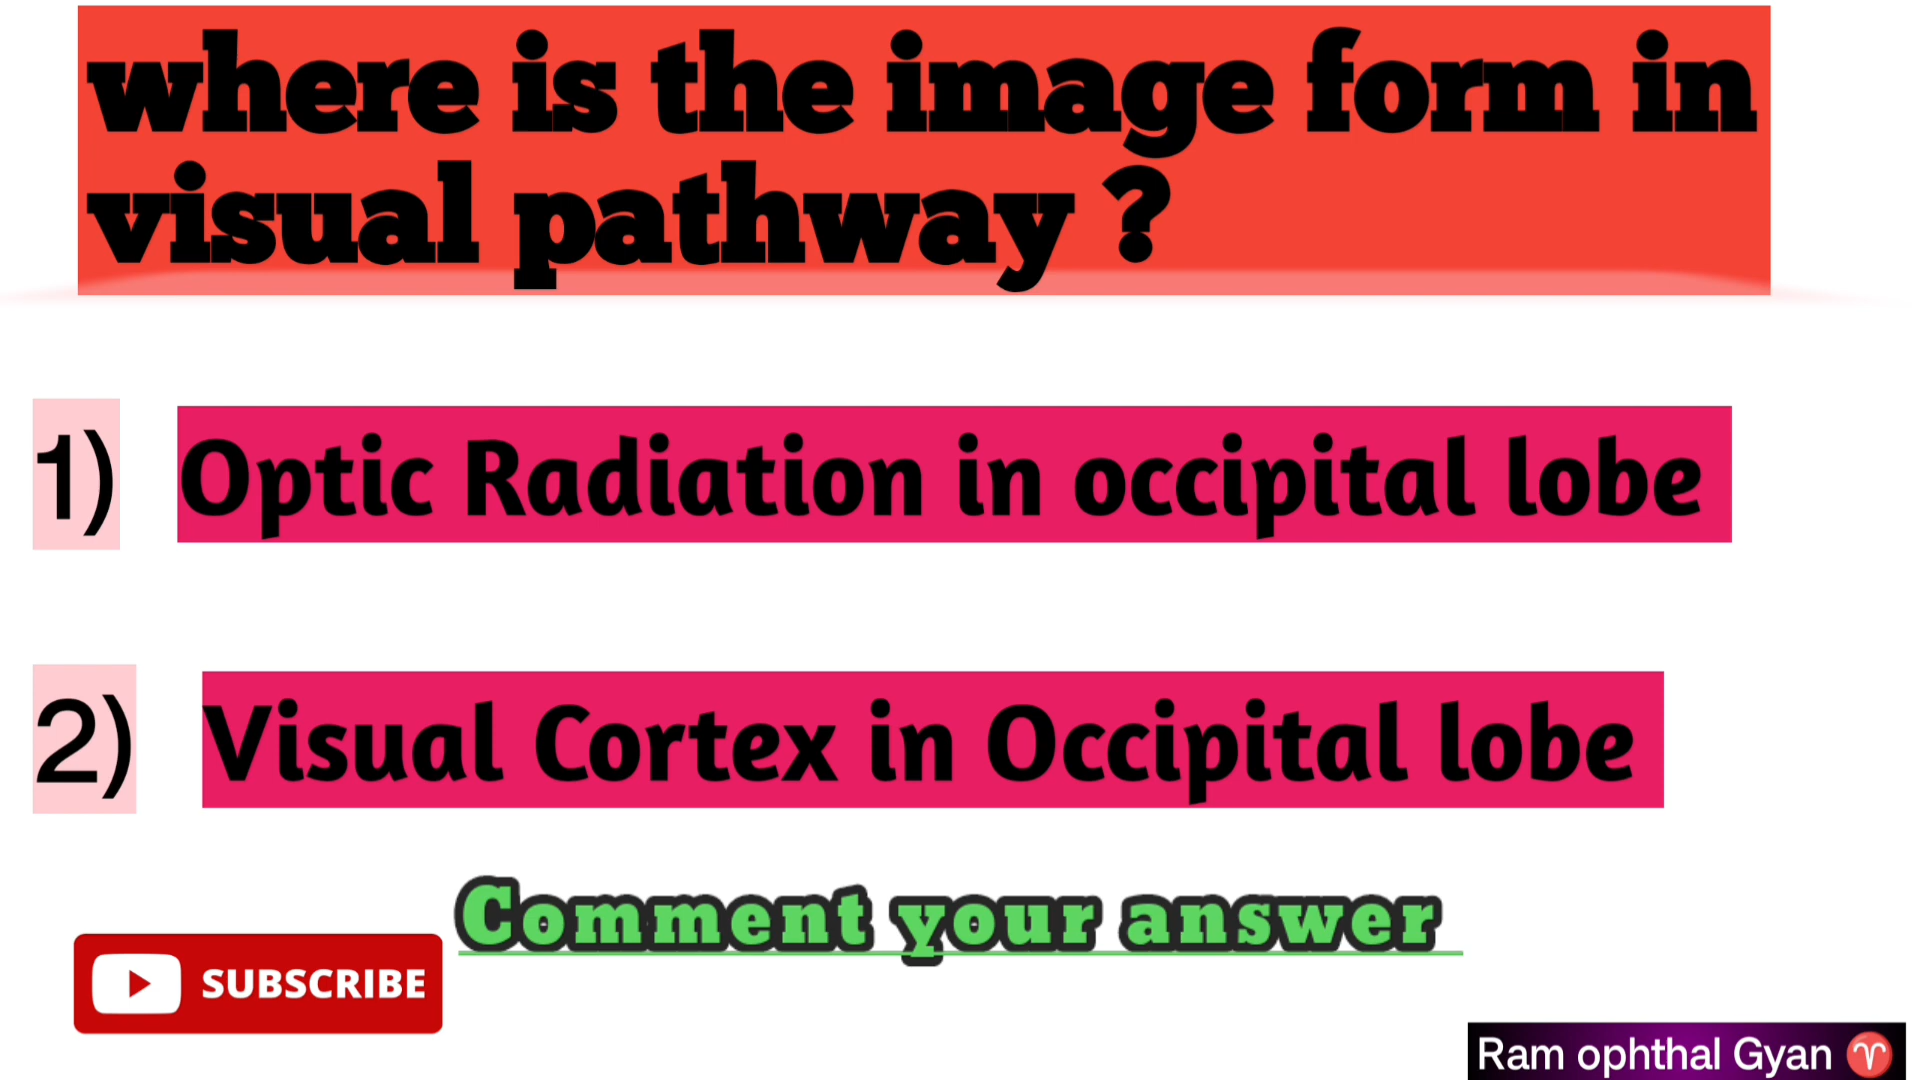 where is the image form in
visual pathway ?
1) Optic Radiation in occipital lobe
2) Visual Cortex in Occipital lobe
Comment your answer
SUBSCRIBE
Ram ophthal Gyan ♈